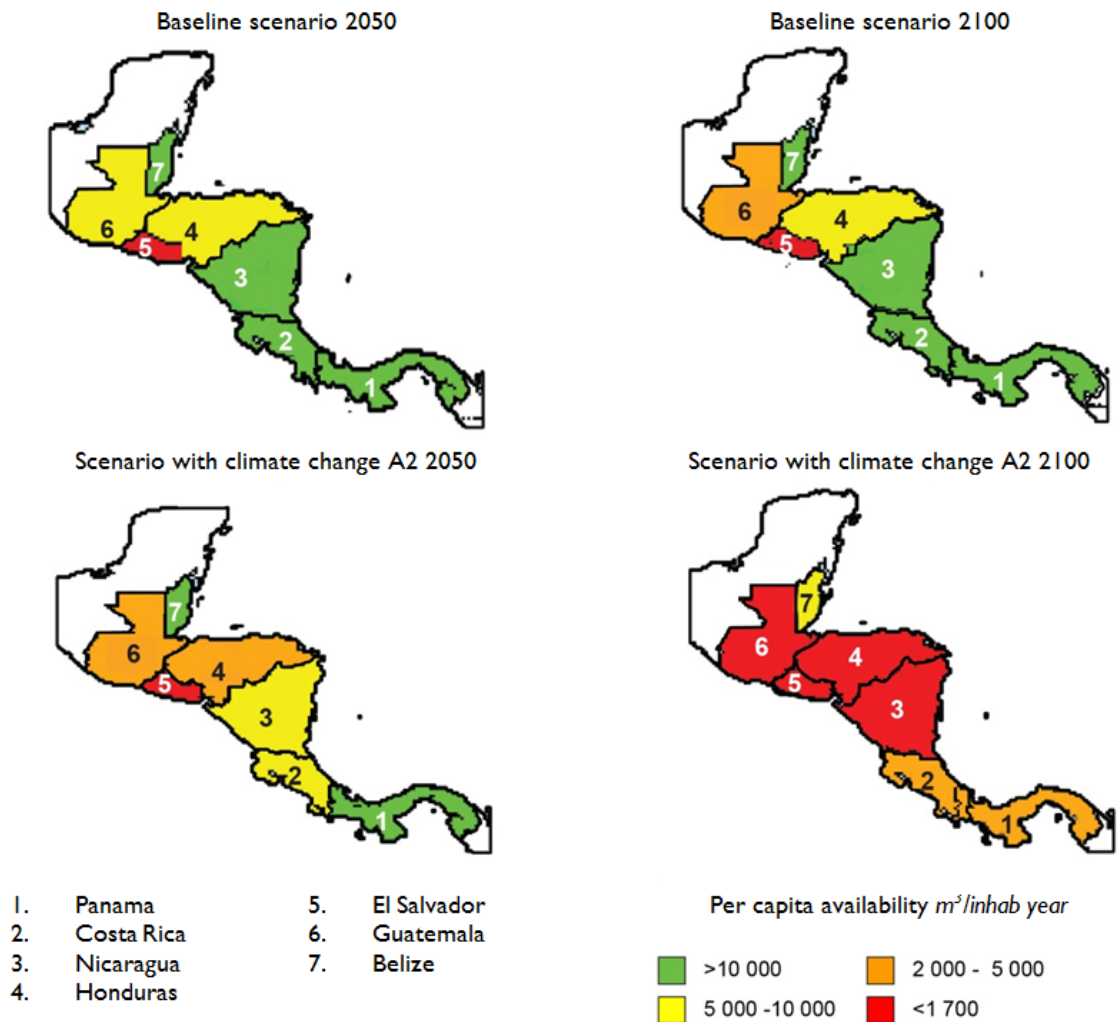 Baseline scenario 2050
Baseline scenario 2100
7
6
4
5
3
2
1
7
6
4
5
3
2
1
Scenario with climate change A2 2050
Scenario with climate change A2 2100
7
6
4
5
3
2
1
7
6
4
5
3
2
1
1. Panama
2. Costa Rica
3. Nicaragua
4. Honduras
5. El Salvador
6. Guatemala
7. Belize
Per capita availability m³/inhab year
>10 000
2 000 - 5 000
5 000 -10 000
<1 700